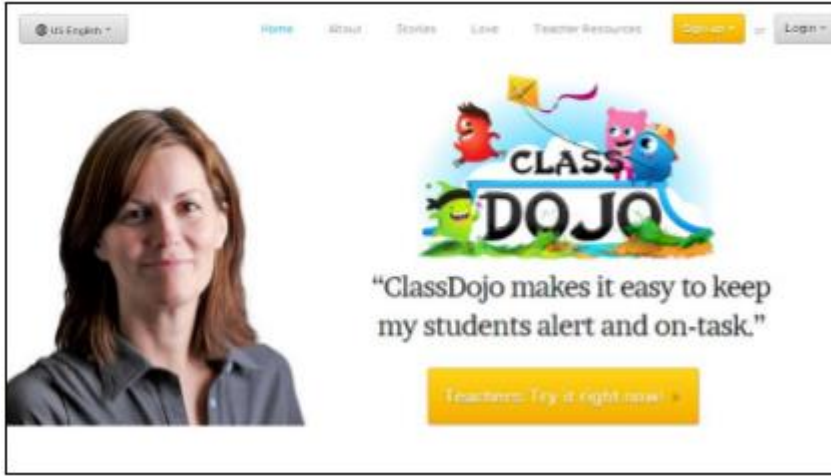 US English
Home About Stories Love Teacher Resources Sign up or Login
CLASS
DOJO
“ClassDojo makes it easy to keep
my students alert and on-task.”
Teachers: Try it right now! »